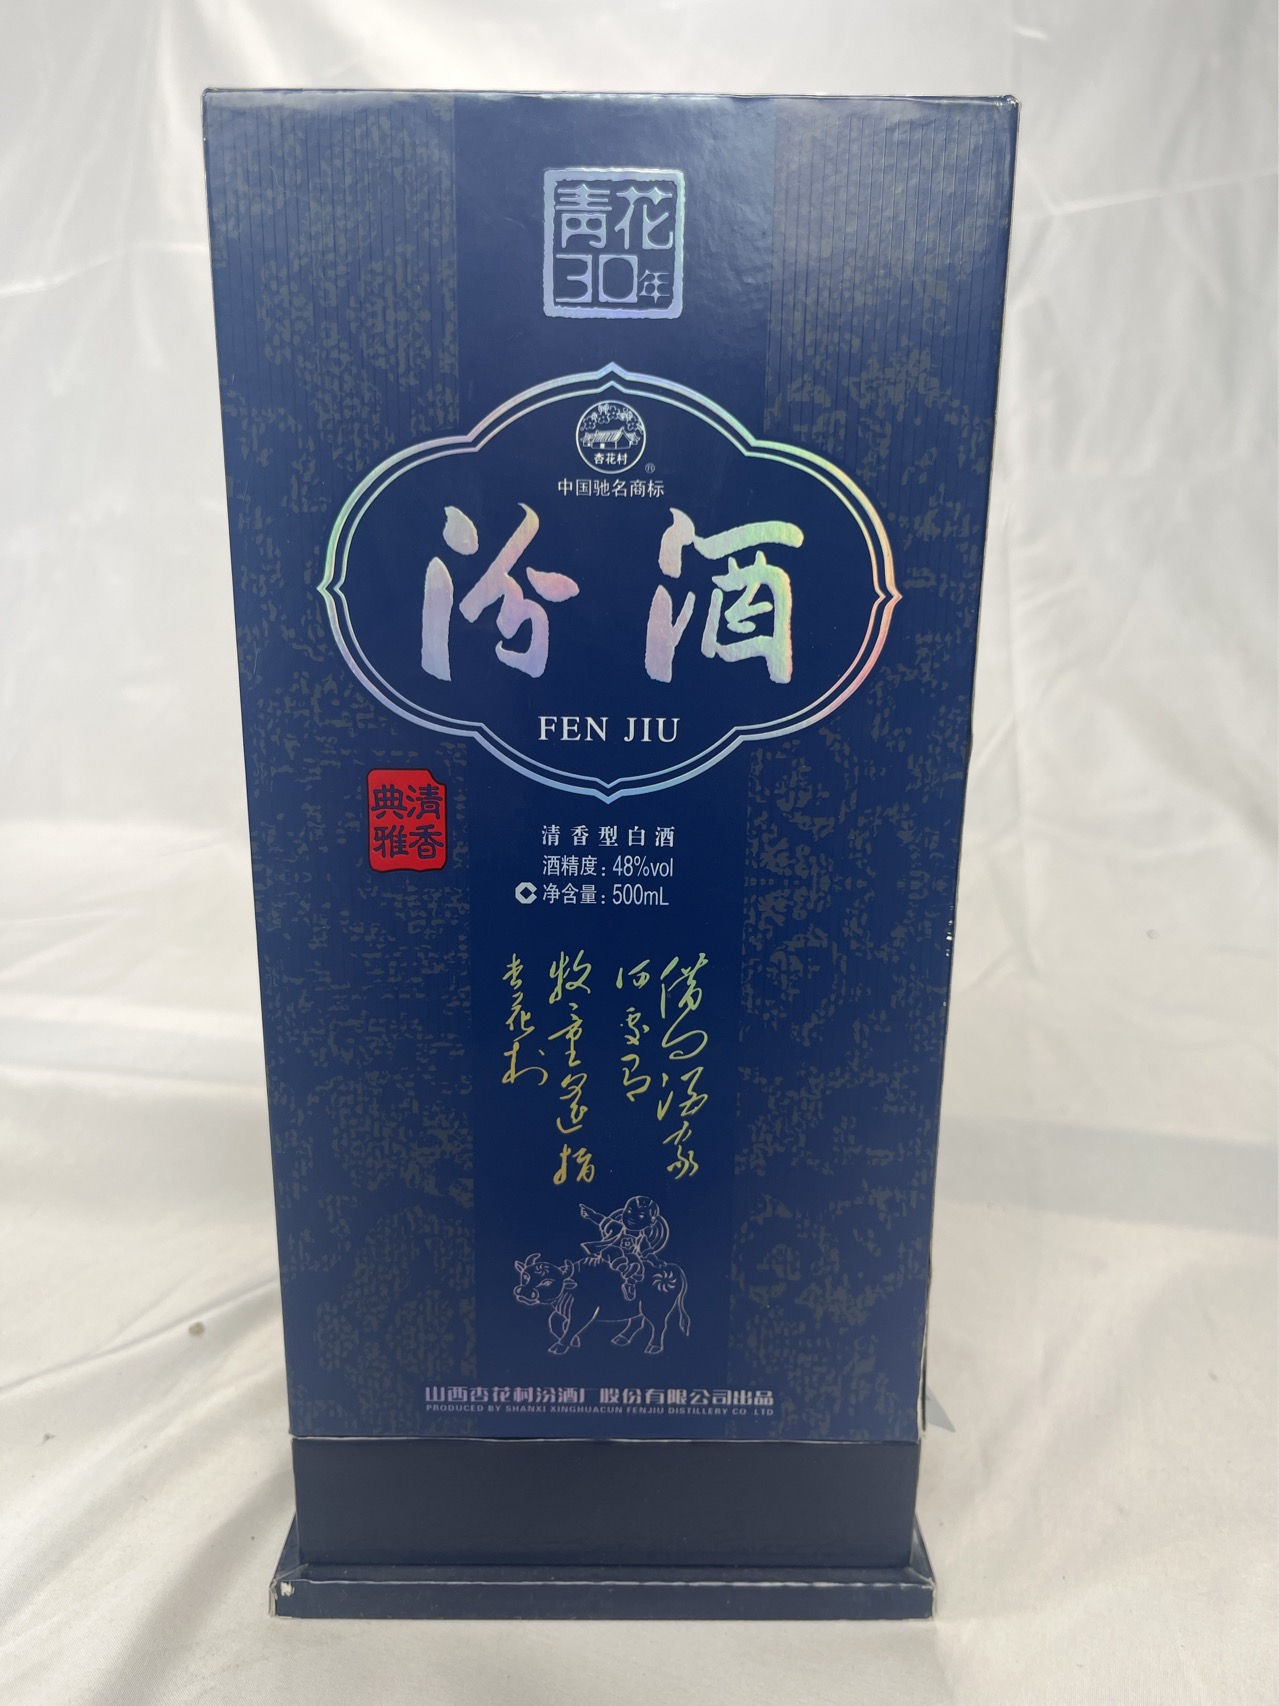 青花
30年
杏花村
®
中国驰名商标
汾酒
FEN JIU
清香
典雅
清香型白酒
酒精度：48%vol
净含量：500mL
借问酒家
何处有
牧童遥指
杏花村
山西杏花村汾酒厂股份有限公司出品
PRODUCED BY SHANXI XINGHUACUN FENJIU DISTILLERY CO .LTD